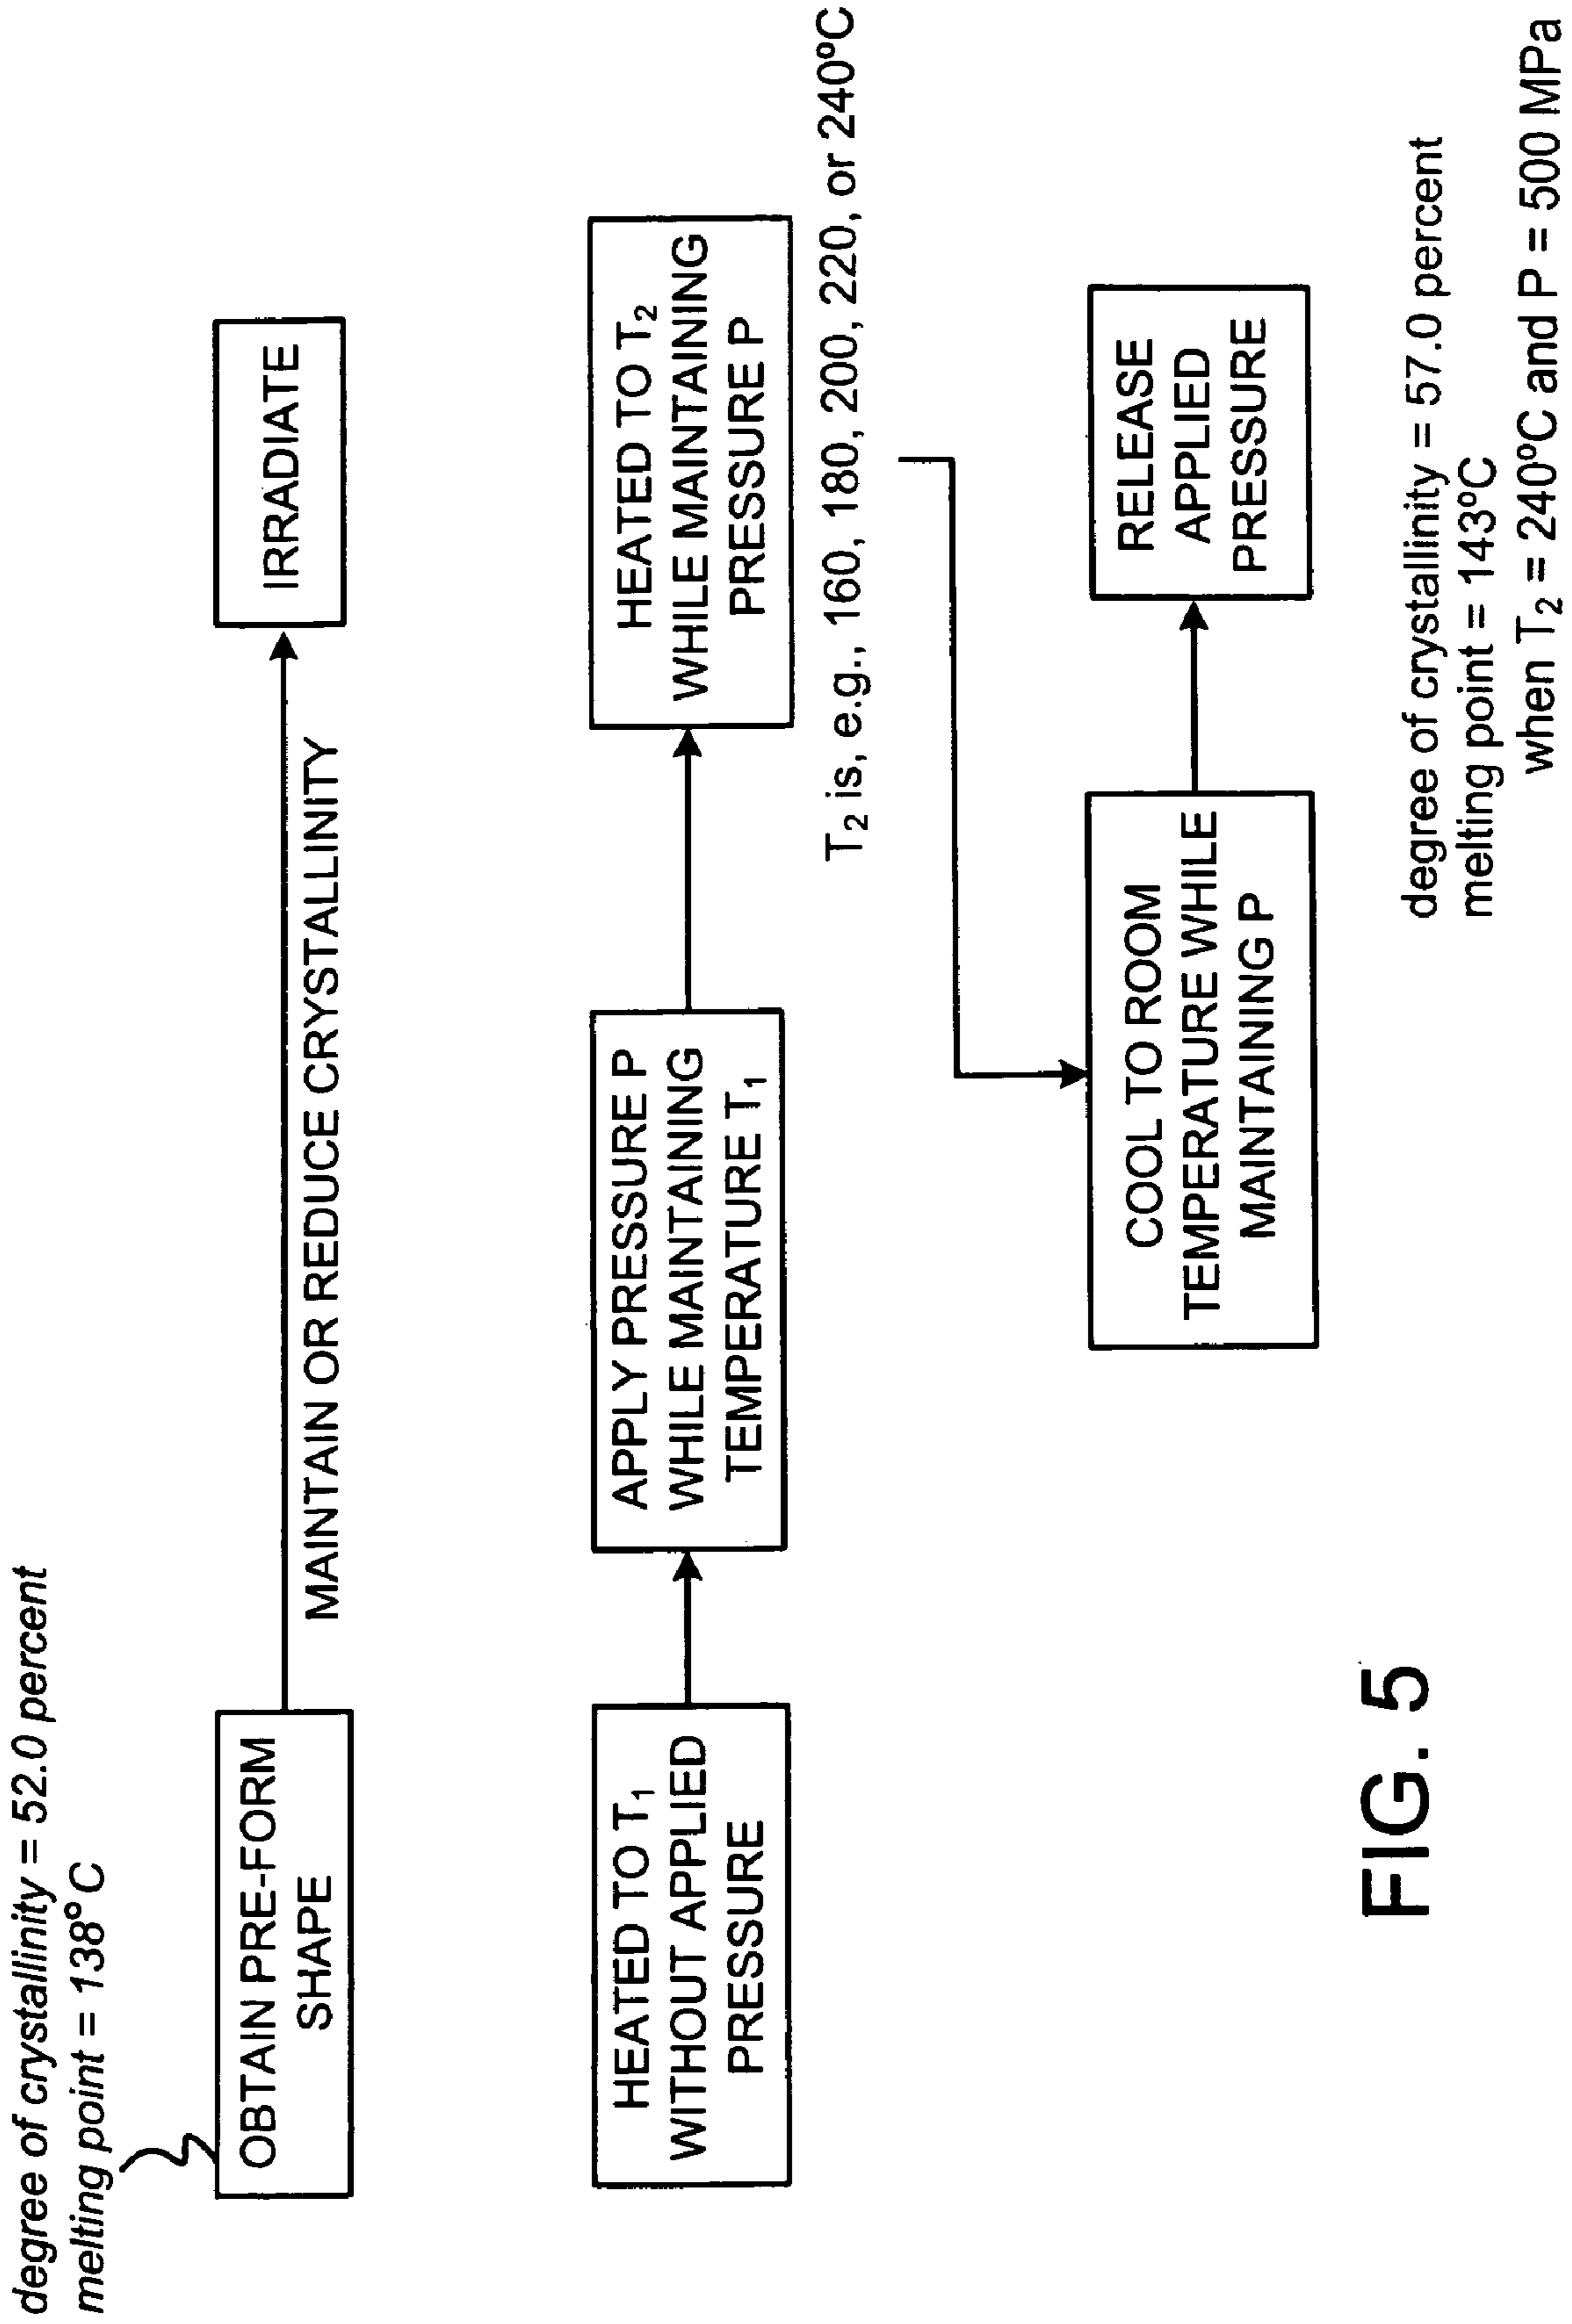 degree of crystallinity = 52.0 percent
melting point = 138°C
OBTAIN PRE-FORM
SHAPE
MAINTAIN OR REDUCE CRYSTALLINITY
IRRADIATE
HEATED TO T₁
WITHOUT APPLIED
PRESSURE
APPLY PRESSURE P
WHILE MAINTAINING
TEMPERATURE T₁
HEATED TO T₂
WHILE MAINTAINING
PRESSURE P
T₂ is, e.g., 160, 180, 200, 220, or 240ºC
COOL TO ROOM
TEMPERATURE WHILE
MAINTAINING P
RELEASE
APPLIED
PRESSURE
degree of crystallinity = 57.0 percent
melting point = 143ºC
when T₂ = 240ºC and P = 500 MPa
FIG. 5